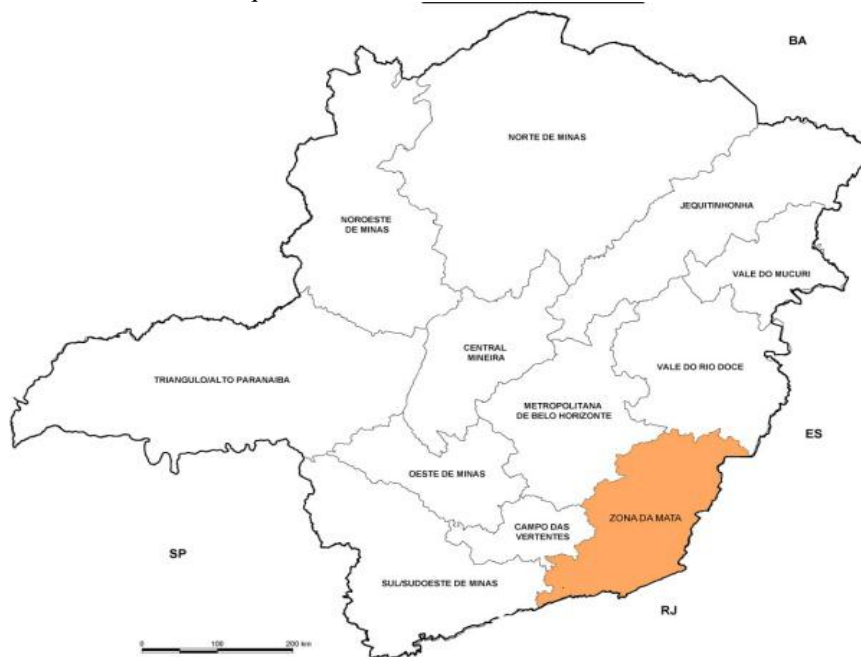 BA
NORTE DE MINAS
JEQUITINHONHA
NOROESTE
DE MINAS
VALE DO MUCURI
CENTRAL
MINEIRA
VALE DO RIO DOCE
TRIANGULO/ALTO PARANAIBA
METROPOLITANA
DE BELO HORIZONTE
ES
OESTE DE MINAS
ZONA DA MATA
CAMPO DAS
VERTENTES
SP
SUL/SUDOESTE DE MINAS
RJ
0 100 200 km